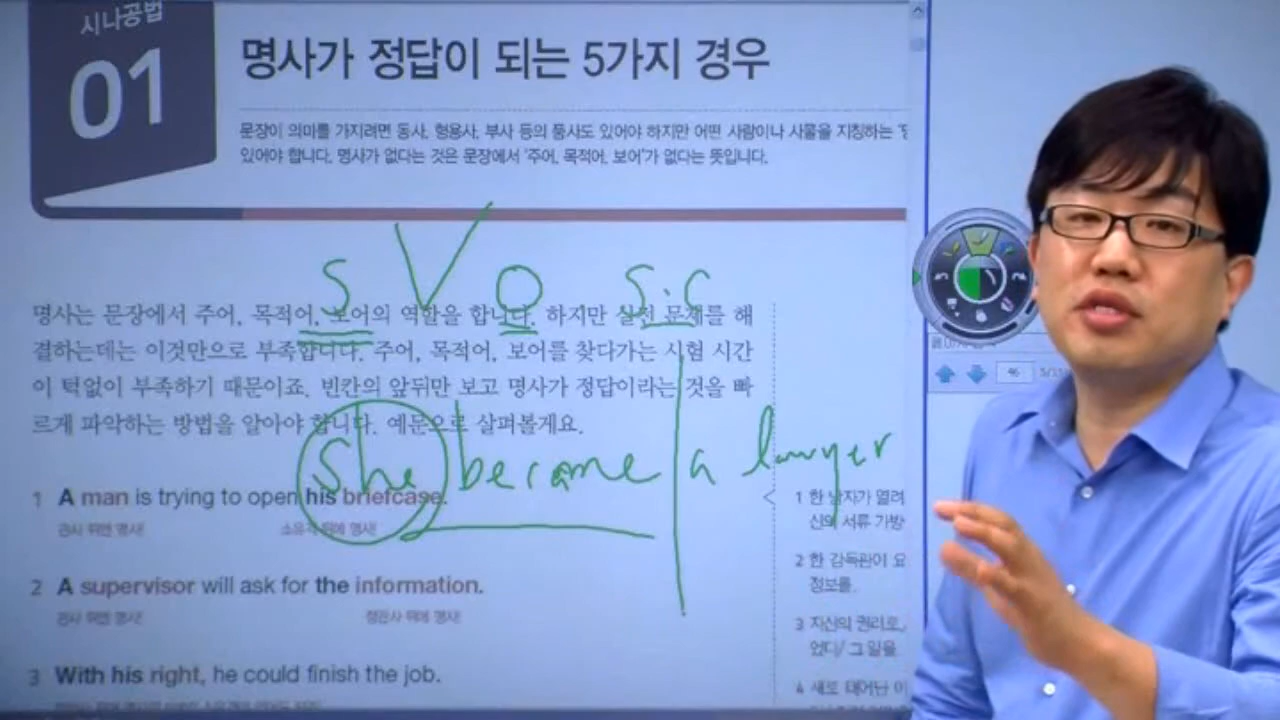 시나공법
01
명사가 정답이 되는 5가지 경우
문장이 의미를 가지려면 동사, 형용사, 부사 등의 품사도 있어야 하지만 어떤 사람이나 사물을 지칭하는
있어야 합니다. 명사가 없다는 것은 문장에서 '주어, 목적어, 보어'가 없다는 뜻입니다.
S V O S.C
명사는 문장에서 주어, 목적어, 보어의 역할을 합니다. 하지만 실전 문제를 해
결하는데는 이것만으로 부족합니다. 주어, 목적어, 보어를 찾다가는 시험 시간
이 턱없이 부족하기 때문이죠. 빈칸의 앞뒤만 보고 명사가 정답이라는 것을 빠
르게 파악하는 방법을 알아야 합니다. 예문으로 살펴볼게요.
She became a lawyer
1 A man is trying to open his briefcase.
관사 뒤엔 명사! 소유격 뒤에 명사!
2 A supervisor will ask for the information.
관사 뒤엔 명사! 정관사 뒤에 명사!
3 With his right, he could finish the job.
1 한 남자가 열려
신의 서류 가방
2 한 감독관이 요
정보를.
3 자신의 권리로,
었다/ 그 일을
4 새로 태어난 이
46